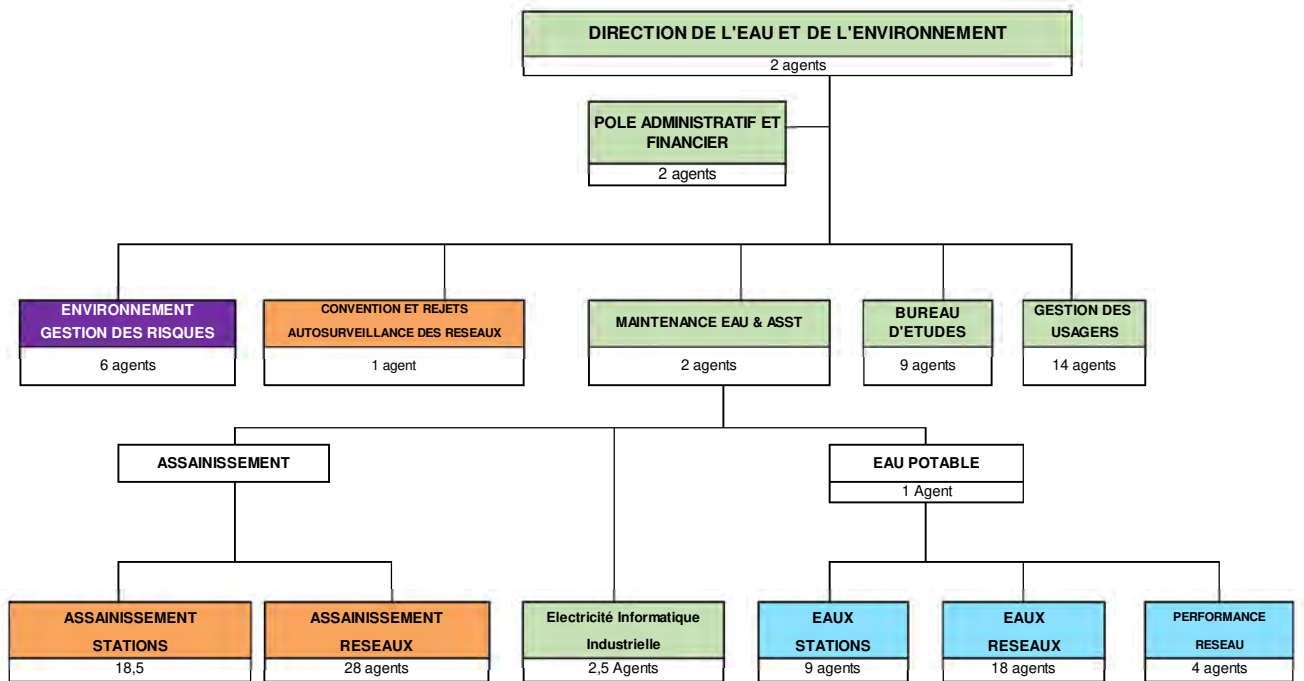 DIRECTION DE L'EAU ET DE L'ENVIRONNEMENT
2 agents
POLE ADMINISTRATIF ET
FINANCIER
2 agents
ENVIRONNEMENT
GESTION DES RISQUES
6 agents
CONVENTION ET REJETS
AUTOSURVEILLANCE DES RESEAUX
1 agent
MAINTENANCE EAU & ASST
2 agents
BUREAU
D'ETUDES
9 agents
GESTION DES
USAGERS
14 agents
ASSAINISSEMENT
EAU POTABLE
1 Agent
ASSAINISSEMENT
STATIONS
18,5
ASSAINISSEMENT
RESEAUX
28 agents
Electricité Informatique
Industrielle
2,5 Agents
EAUX
STATIONS
9 agents
EAUX
RESEAUX
18 agents
PERFORMANCE
RESEAU
4 agents